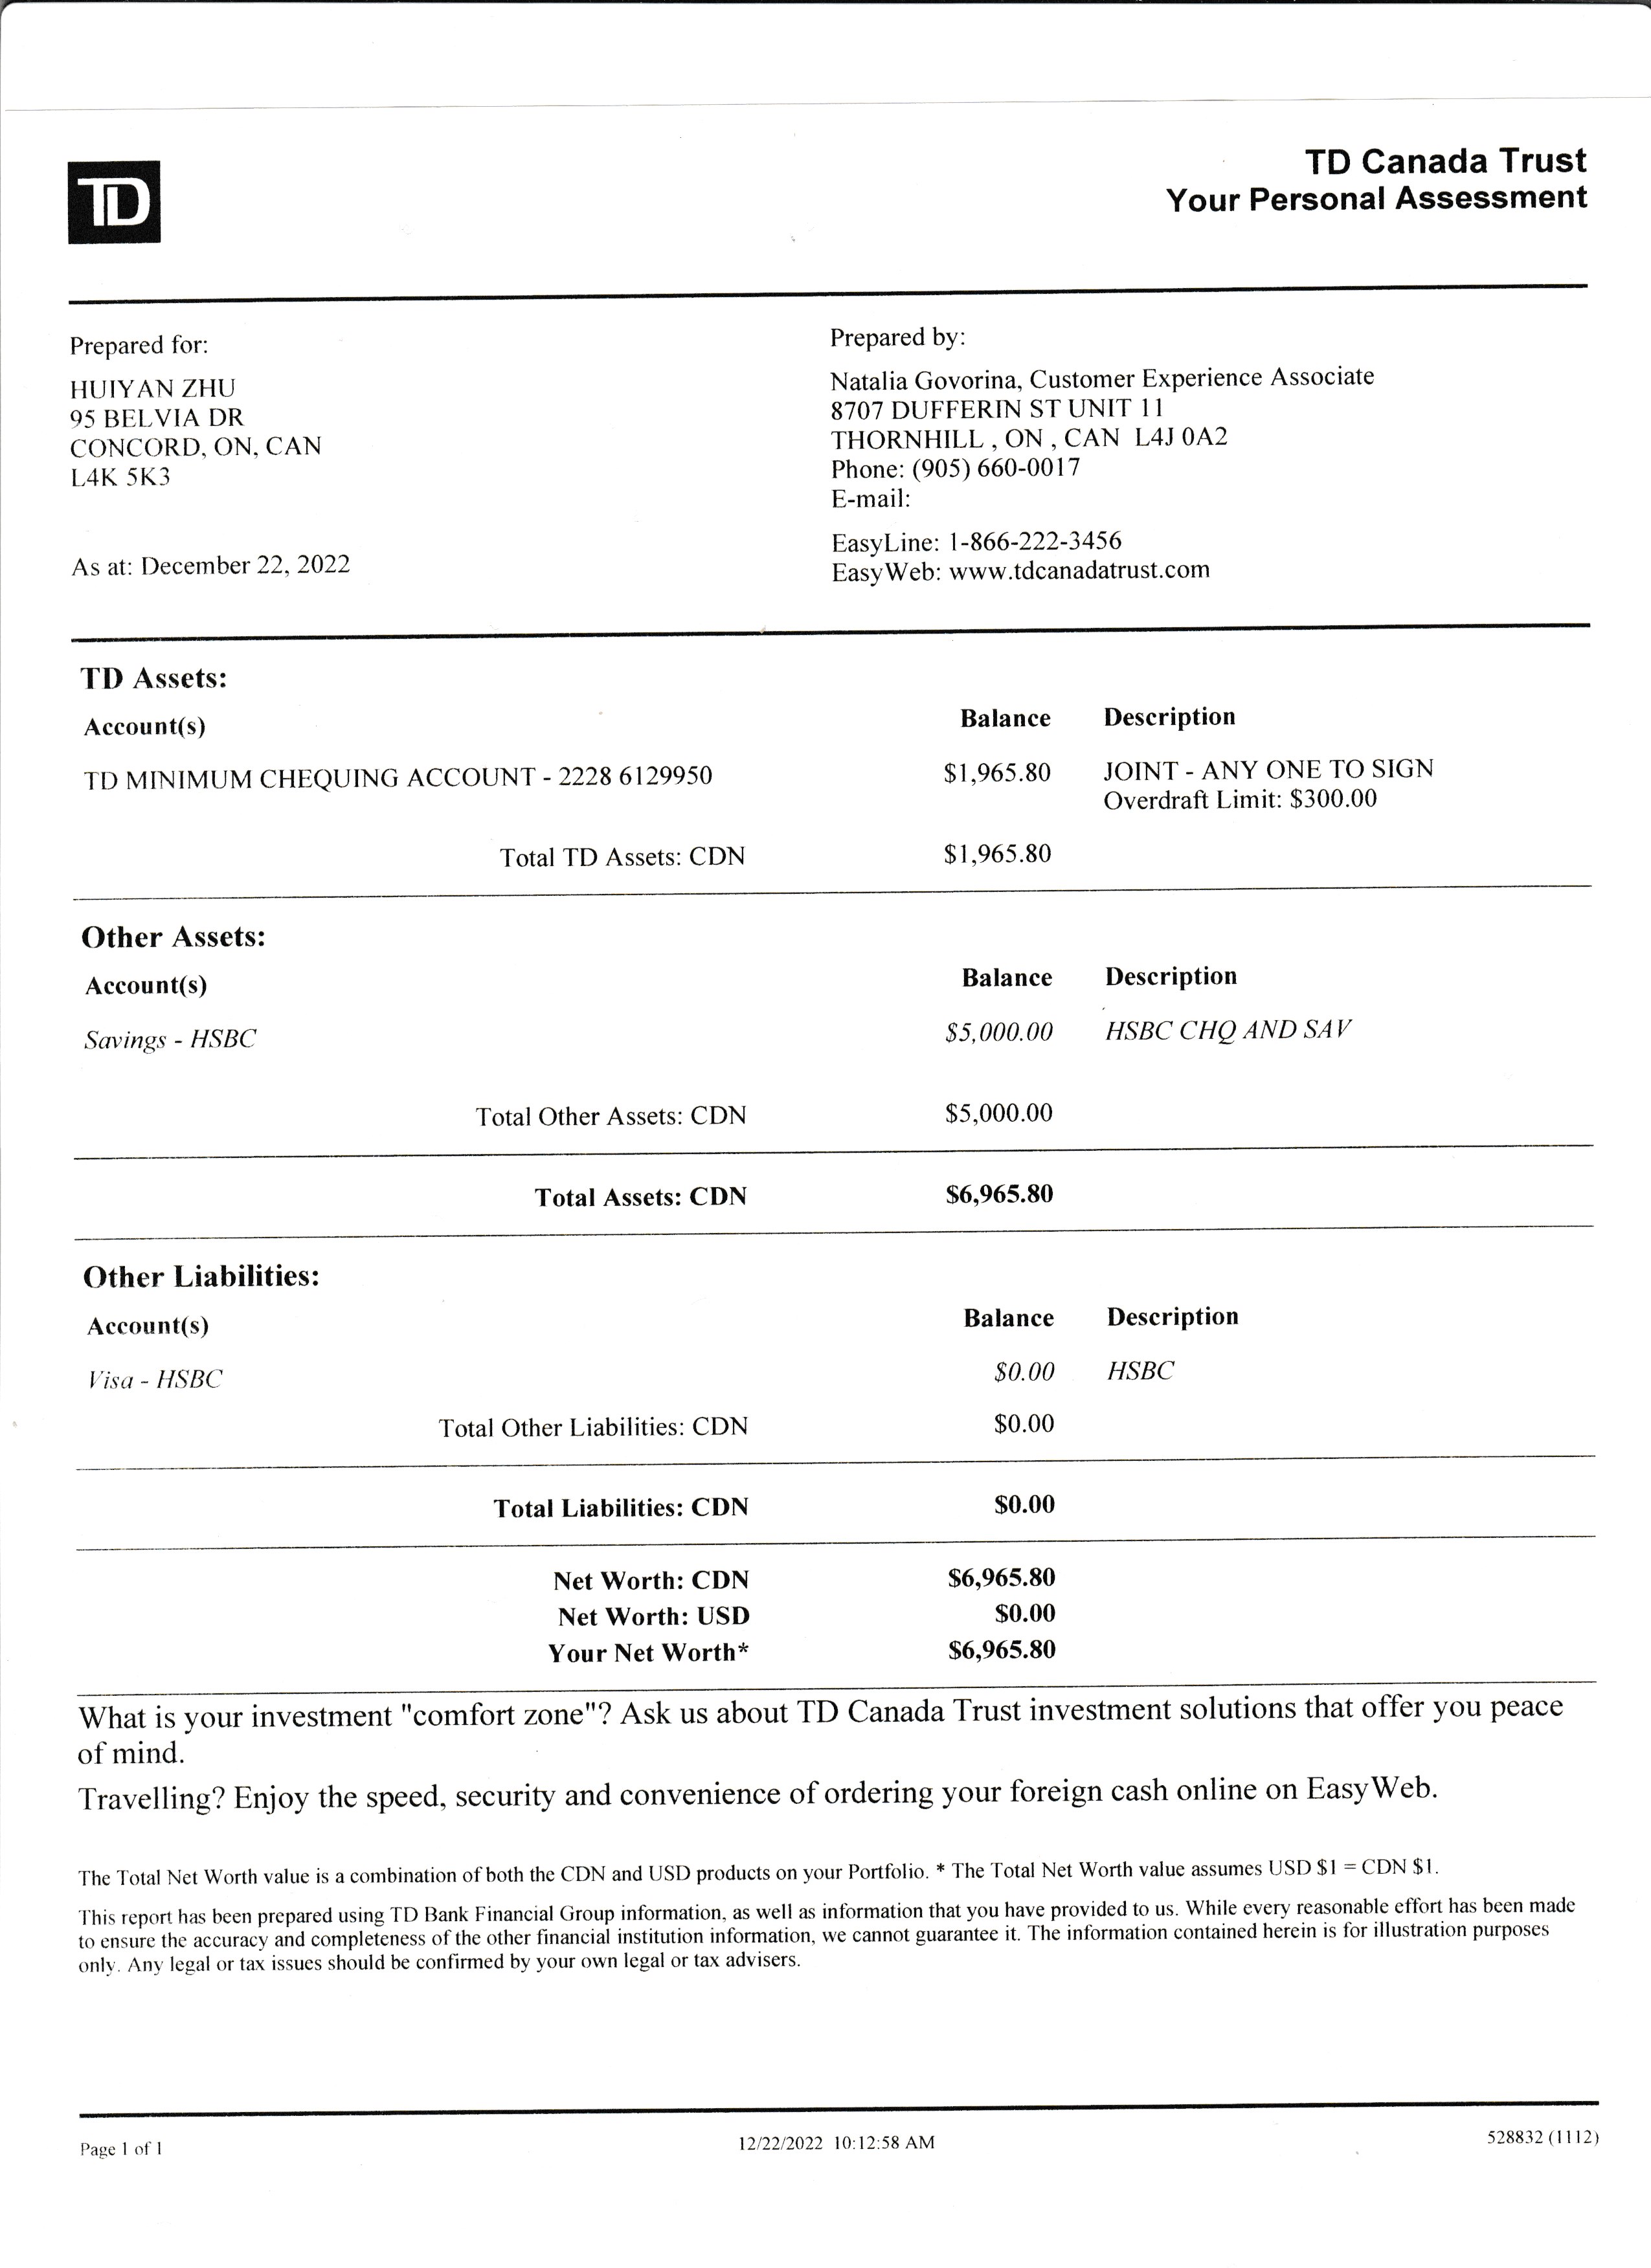 TD
TD Canada Trust
Your Personal Assessment
Prepared for:
HUIYAN ZHU
95 BELVIA DR
CONCORD, ON, CAN
L4K 5K3
As at: December 22, 2022
Prepared by:
Natalia Govorina, Customer Experience Associate
8707 DUFFERIN ST UNIT 11
THORNHILL , ON , CAN L4J 0A2
Phone: (905) 660-0017
E-mail:
EasyLine: 1-866-222-3456
EasyWeb: www.tdcanadatrust.com
TD Assets:
Account(s) Balance Description
TD MINIMUM CHEQUING ACCOUNT - 2228 6129950 $1,965.80 JOINT - ANY ONE TO SIGN
Overdraft Limit: $300.00
Total TD Assets: CDN $1,965.80
Other Assets:
Account(s) Balance Description
Savings - HSBC $5,000.00 HSBC CHQ AND SAV
Total Other Assets: CDN $5,000.00
Total Assets: CDN $6,965.80
Other Liabilities:
Account(s) Balance Description
Visa - HSBC $0.00 HSBC
Total Other Liabilities: CDN $0.00
Total Liabilities: CDN $0.00
Net Worth: CDN $6,965.80
Net Worth: USD $0.00
Your Net Worth* $6,965.80
What is your investment "comfort zone"? Ask us about TD Canada Trust investment solutions that offer you peace
of mind.
Travelling? Enjoy the speed, security and convenience of ordering your foreign cash online on EasyWeb.
The Total Net Worth value is a combination of both the CDN and USD products on your Portfolio. * The Total Net Worth value assumes USD $1 = CDN $1.
This report has been prepared using TD Bank Financial Group information, as well as information that you have provided to us. While every reasonable effort has been made
to ensure the accuracy and completeness of the other financial institution information, we cannot guarantee it. The information contained herein is for illustration purposes
only. Any legal or tax issues should be confirmed by your own legal or tax advisers.
Page 1 of 1 12/22/2022 10:12:58 AM 528832 (1112)